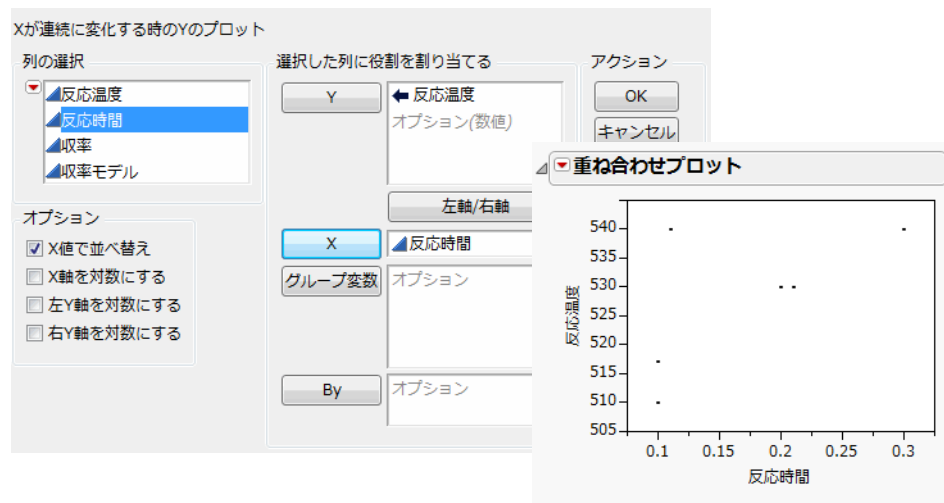 Xが連続に変化する時のYのプロット
列の選択
反応温度
反応時間
収率
収率モデル
オプション
X値で並べ替え
X軸を対数にする
左Y軸を対数にする
右Y軸を対数にする
選択した列に役割を割り当てる
Y
反応温度
オプション(数値)
左軸/右軸
X
反応時間
グループ変数
オプション
By
オプション
アクション
OK
キャンセル
重ね合わせプロット
540
535
530
525
520
515
510
505
反応温度
0.1 0.15 0.2 0.25 0.3
反応時間